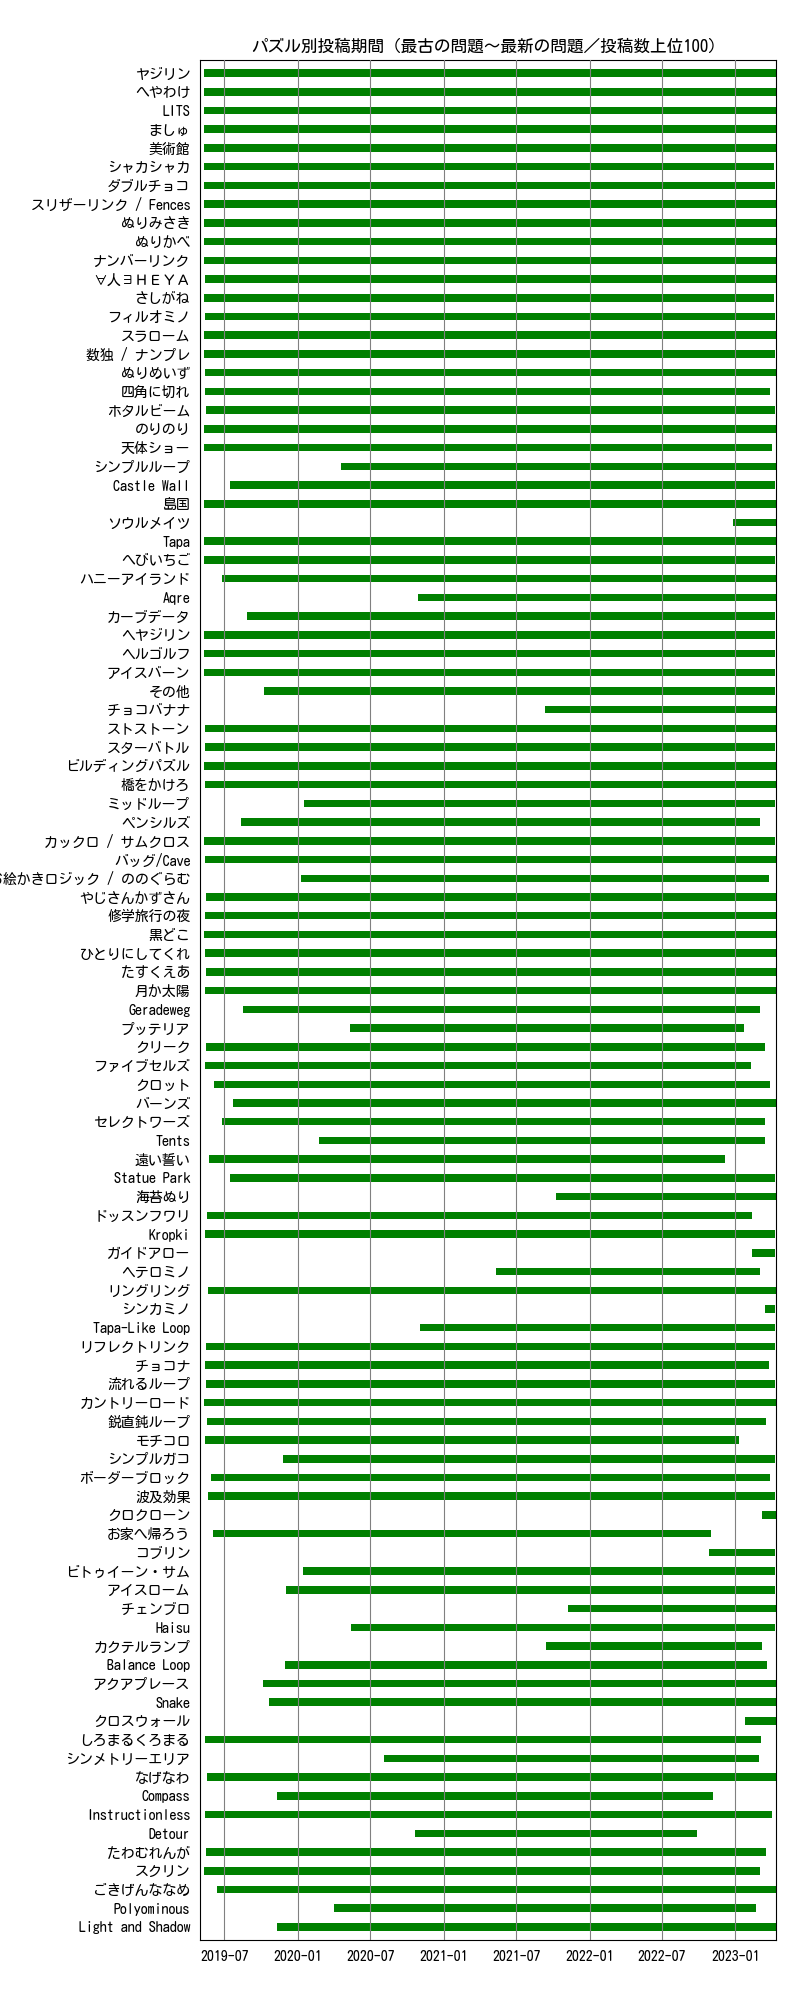 パズル別投稿期間（最古の問題～最新の問題／投稿数上位100）
ヤジリン
へやわけ
LITS
ましゅ
美術館
シャカシャカ
ダブルチョコ
スリザーリンク / Fences
ぬりみさき
ぬりかべ
ナンバーリンク
∀人∃ＨＥＹＡ
さしがね
フィルオミノ
スラローム
数独 / ナンプレ
ぬりめいず
四角に切れ
ホタルビーム
のりのり
天体ショー
シンプルループ
Castle Wall
島国
ソウルメイツ
Tapa
へびいちご
ハニーアイランド
Aqre
カーブデータ
ヘヤジリン
ヘルゴルフ
アイスバーン
その他
チョコバナナ
ストストーン
スターバトル
ビルディングパズル
橋をかけろ
ミッドループ
ペンシルズ
カックロ / サムクロス
バッグ/Cave
絵かきロジック / ののぐらむ
やじさんかずさん
修学旅行の夜
黒どこ
ひとりにしてくれ
たすくえあ
月か太陽
Geradeweg
プッテリア
クリーク
ファイブセルズ
クロット
バーンズ
セレクトワーズ
Tents
遠い誓い
Statue Park
海苔ぬり
ドッスンフワリ
Kropki
ガイドアロー
ヘテロミノ
リングリング
シンカミノ
Tapa-Like Loop
リフレクトリンク
チョコナ
流れるループ
カントリーロード
鋭直鈍ループ
モチコロ
シンプルガコ
ボーダーブロック
波及効果
クロクローン
お家へ帰ろう
コブリン
ビトゥイーン・サム
アイスローム
チェンブロ
Haisu
カクテルランプ
Balance Loop
アクアプレース
Snake
クロスウォール
しろまるくろまる
シンメトリーエリア
なげなわ
Compass
Instructionless
Detour
たわむれんが
スクリン
ごきげんななめ
Polyominous
Light and Shadow
2019-07 2020-01 2020-07 2021-01 2021-07 2022-01 2022-07 2023-01